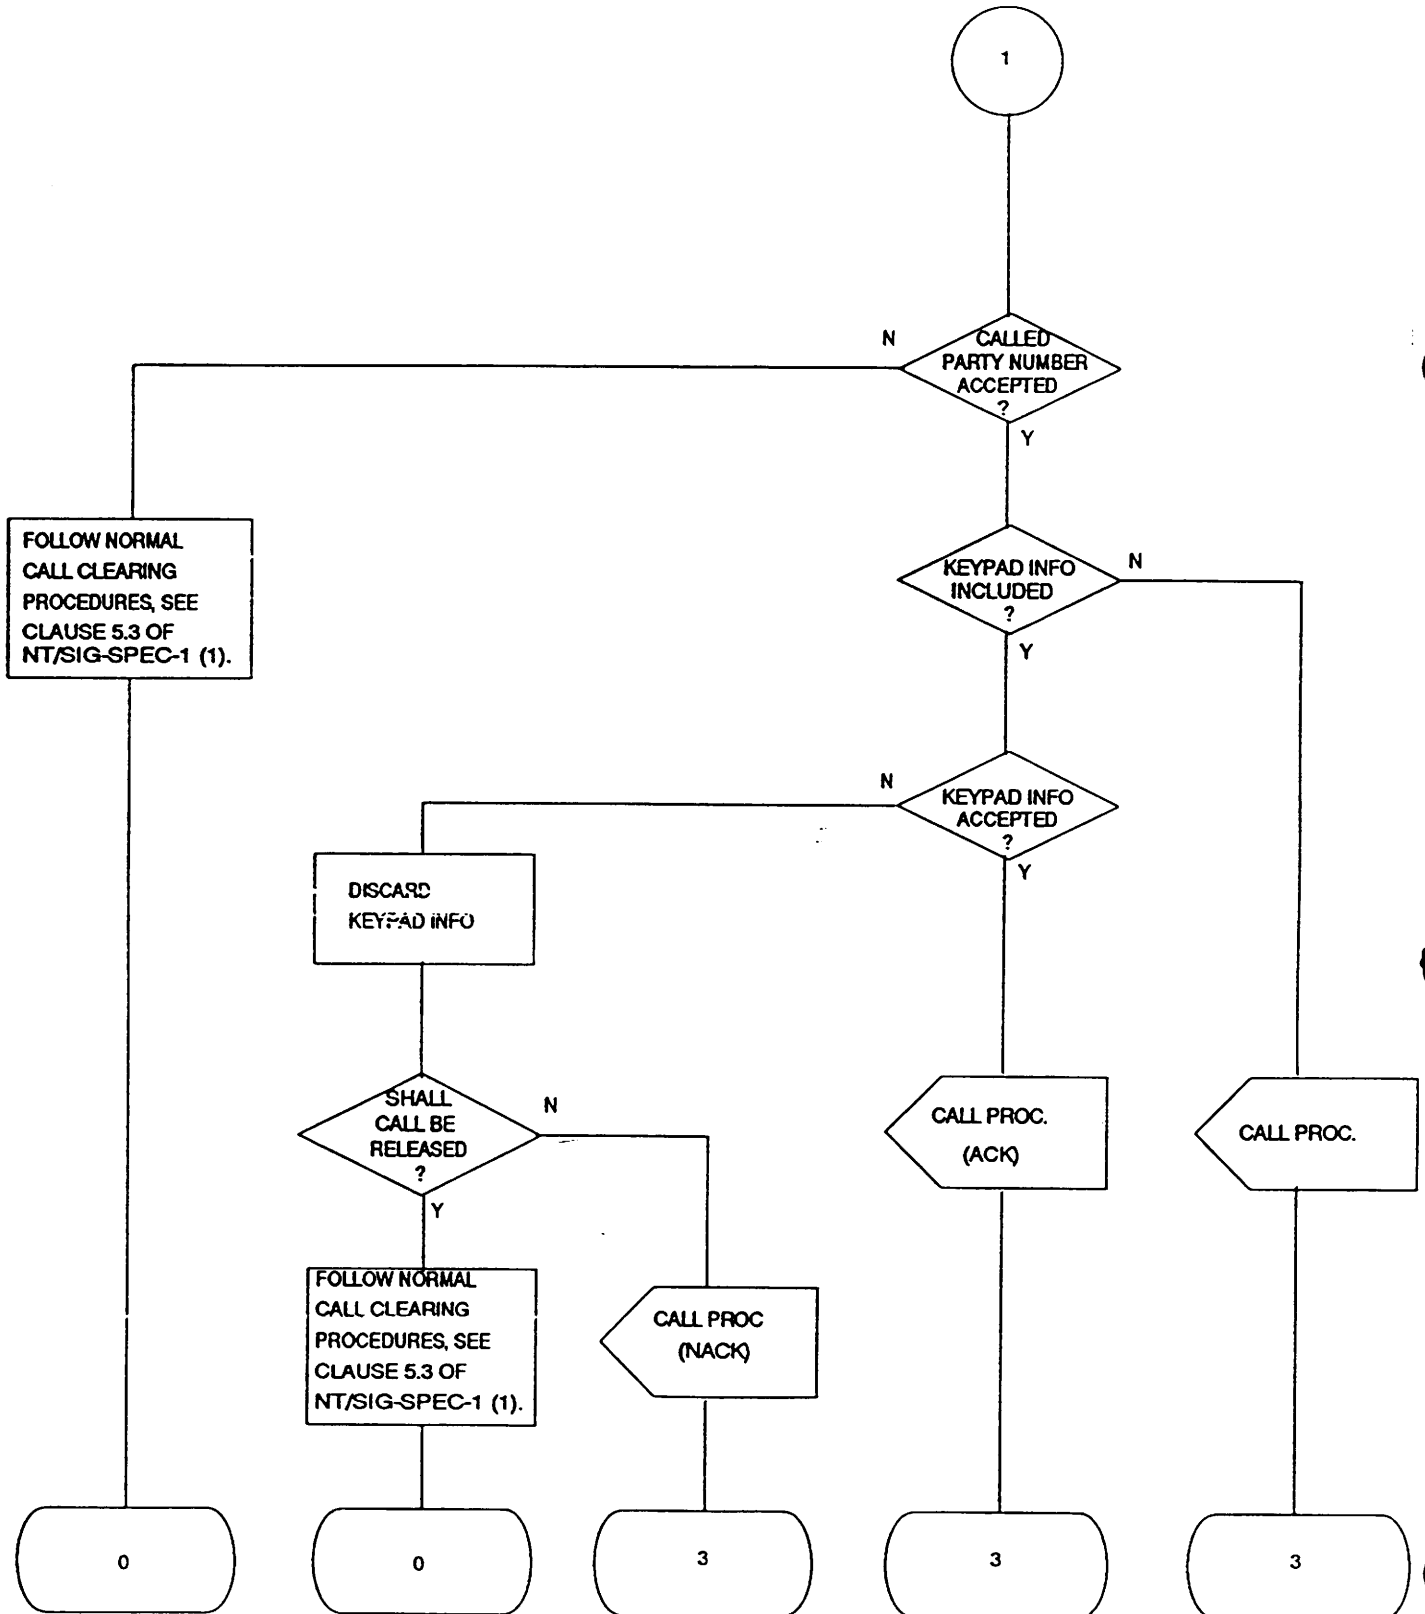 1
N
CALLED
PARTY NUMBER
ACCEPTED
?
Y
FOLLOW NORMAL
CALL CLEARING
PROCEDURES, SEE
CLAUSE 5.3 OF
NT/SIG-SPEC-1 (1).
KEYPAD INFO
INCLUDED
?
N
Y
N
KEYPAD INFO
ACCEPTED
?
Y
DISCARD
KEYPAD INFO
SHALL
CALL BE
RELEASED
?
N
Y
CALL PROC.
(ACK)
CALL PROC.
FOLLOW NORMAL
CALL CLEARING
PROCEDURES, SEE
CLAUSE 5.3 OF
NT/SIG-SPEC-1 (1).
CALL PROC
(NACK)
0
0
3
3
3